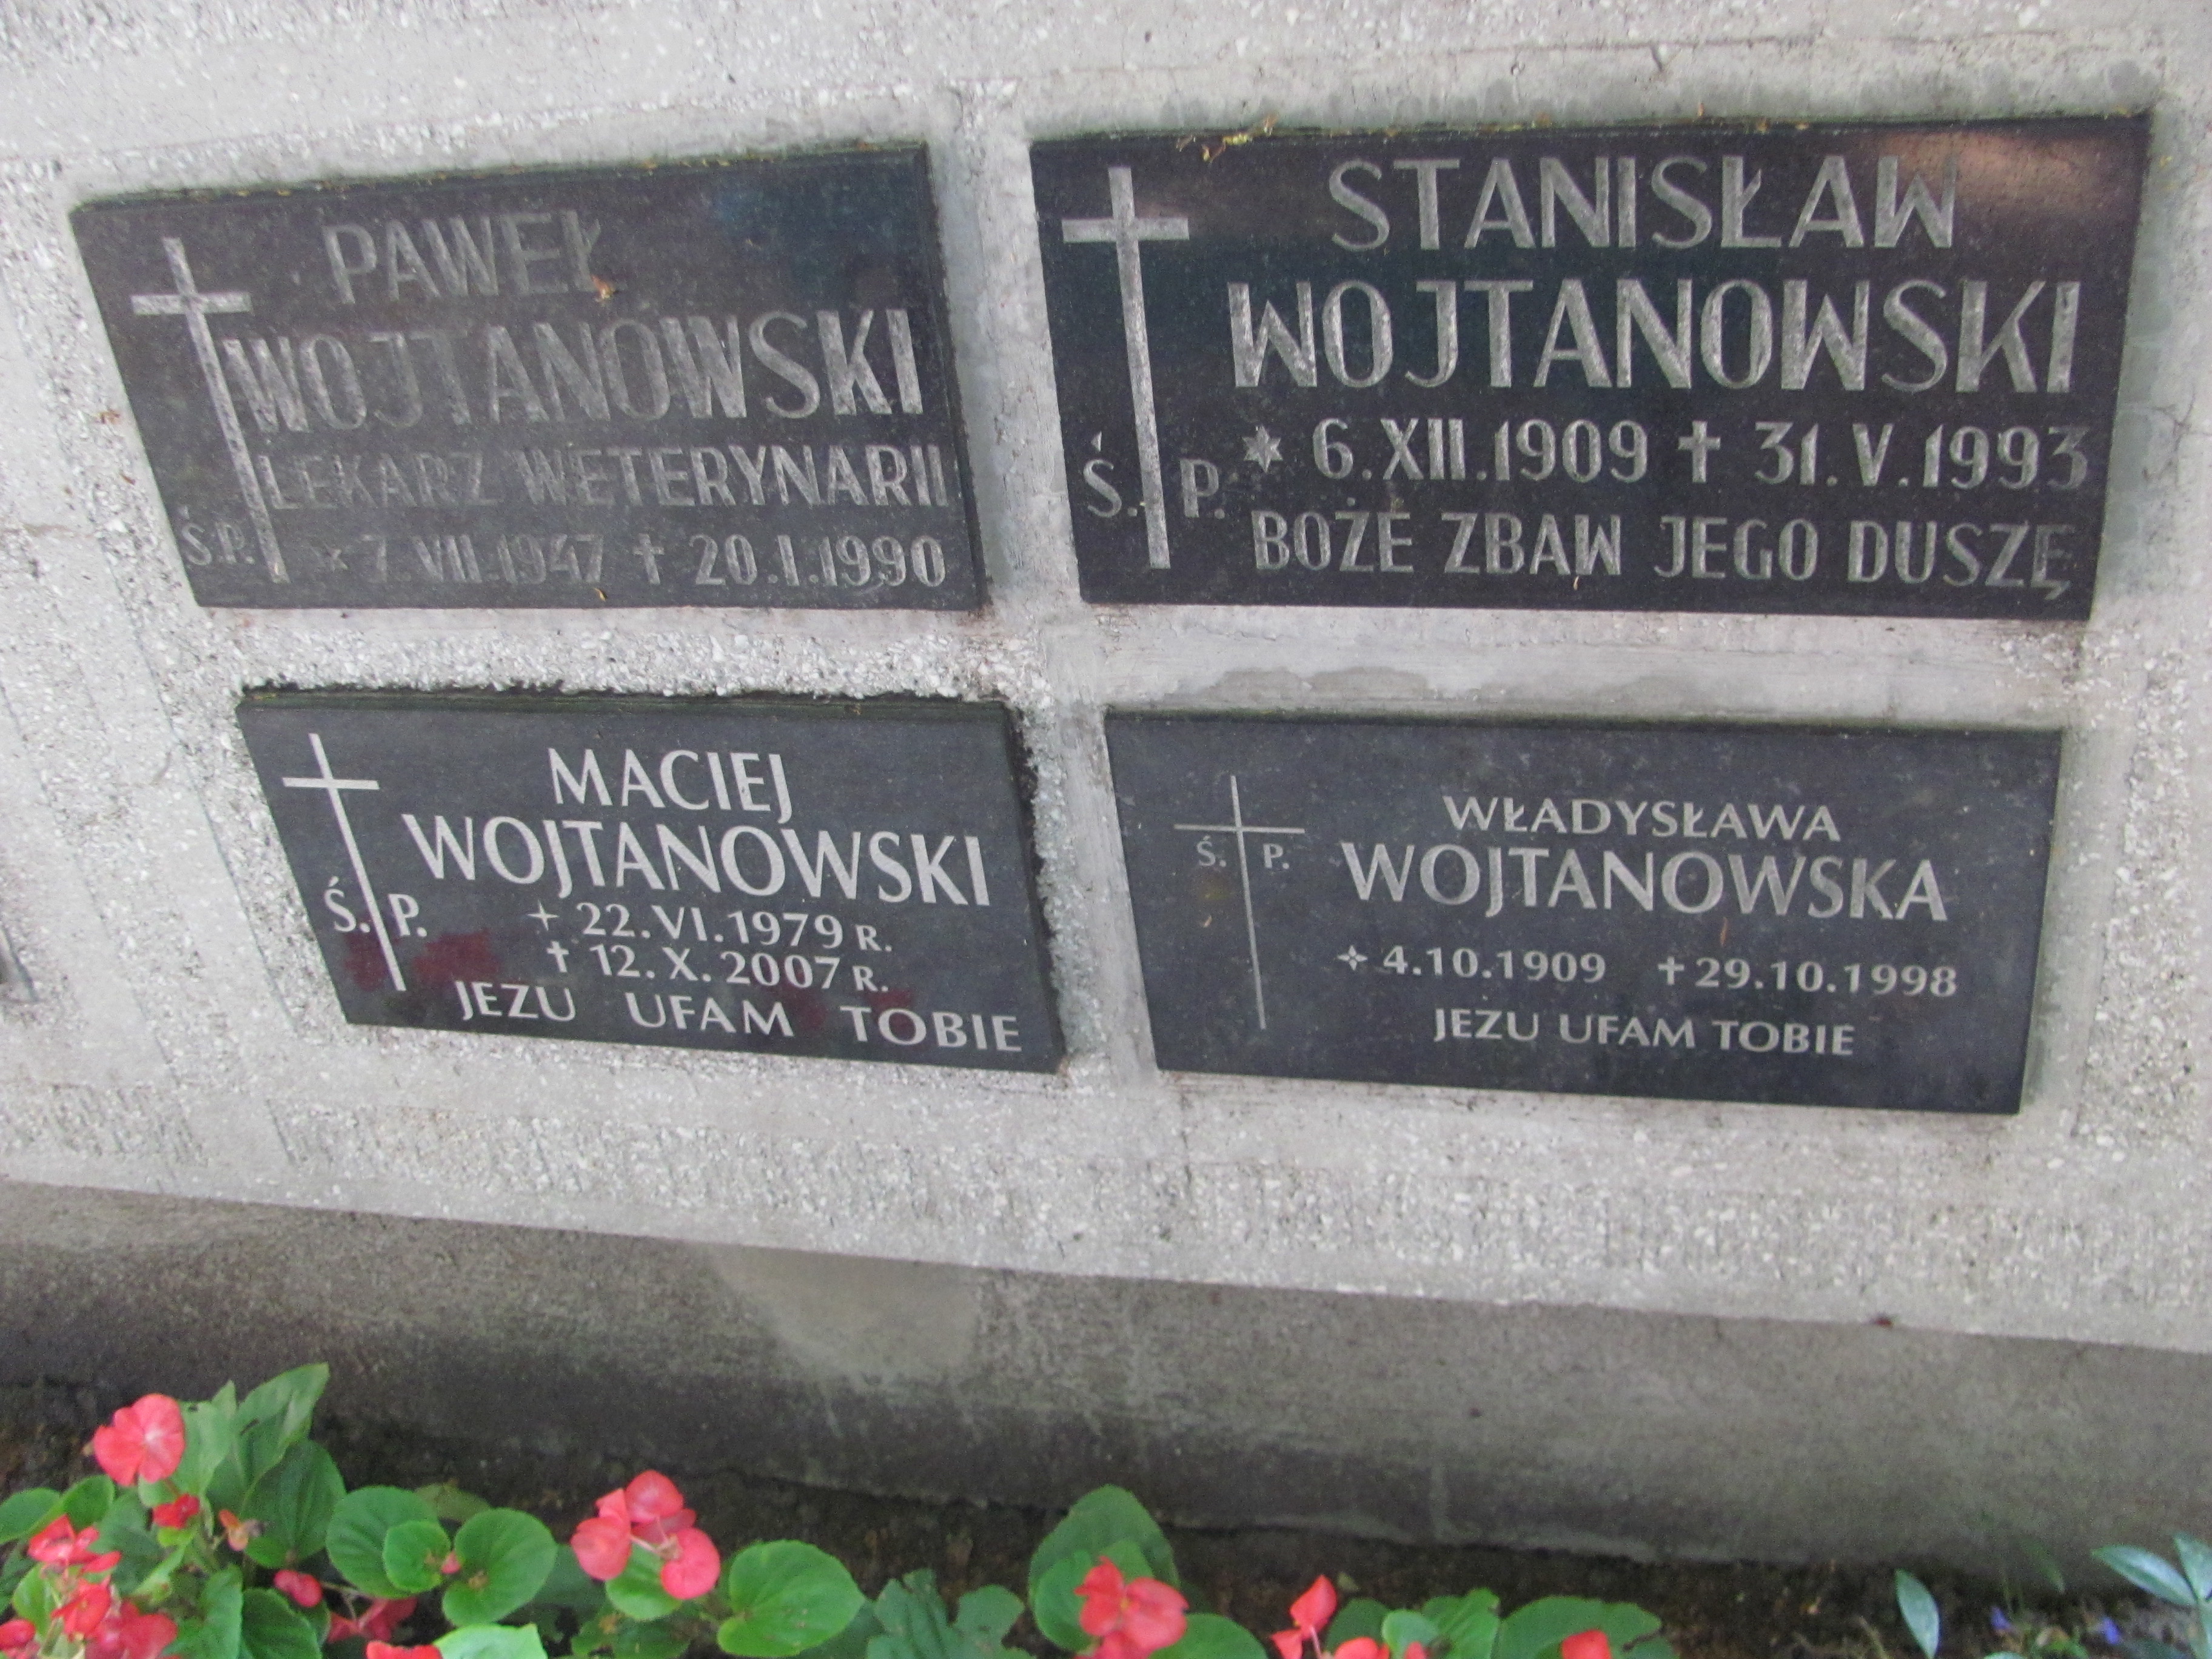 PAWEŁ
WOJTANOWSKI
LEKARZ WETERYNARII
Ś.P. * 7.VII.1947 † 20.I.1990
STANISŁAW
WOJTANOWSKI
Ś. P. * 6.XII.1909 † 31.V.1993
BOŻE ZBAW JEGO DUSZĘ
MACIEJ
WOJTANOWSKI
Ś. P. + 22.VI.1979 R.
† 12.X.2007 R.
JEZU UFAM TOBIE
WŁADYSŁAWA
Ś. P. WOJTANOWSKA
✧ 4.10.1909 † 29.10.1998
JEZU UFAM TOBIE